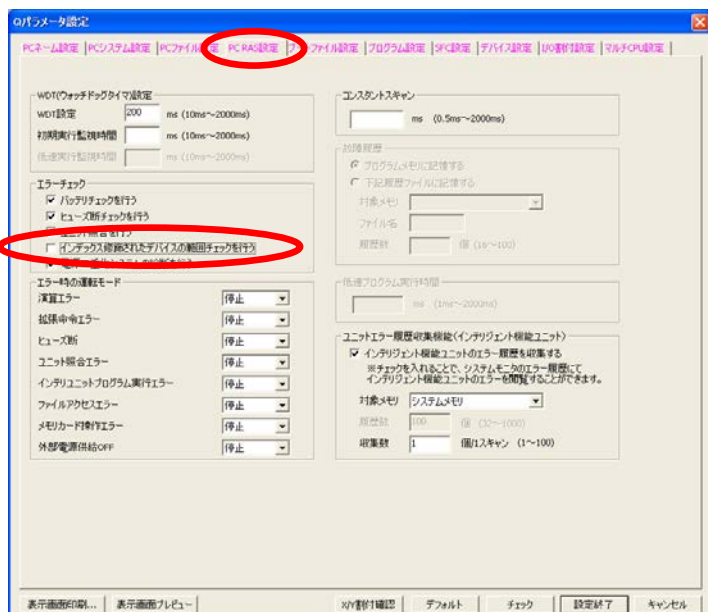 Qパラメータ設定
PCネーム設定 PCシステム設定 PCファイル設定 PC RAS設定 ブートファイル設定 プログラム設定 SFC設定 デバイス設定 I/O割付設定 マルチCPU設定
WDT(ウォッチドッグタイマ)設定
WDT設定 200 ms (10ms~2000ms)
初期実行監視時間 ms (10ms~2000ms)
低速実行監視時間 ms (10ms~2000ms)
エラーチェック
バッテリチェックを行う
ヒューズ断チェックを行う
ユニット照合を行う
インデックス修飾されたデバイスの範囲チェックを行う
エラー時の運転モード
演算エラー 停止
拡張命令エラー 停止
ヒューズ断 停止
ユニット照合エラー 停止
インテリユニットプログラム実行エラー 停止
ファイルアクセスエラー 停止
メモリカード操作エラー 停止
外部電源供給OFF 停止
コンスタントスキャン
ms (0.5ms~2000ms)
故障履歴
プログラムメモリに記憶する
下記履歴ファイルに記憶する
対象メモリ
ファイル名
履歴数 個 (16~100)
低速プログラム実行時間
ms (1ms~2000ms)
ユニットエラー履歴収集機能(インテリジェント機能ユニット)
インテリジェント機能ユニットのエラー履歴を収集する
※チェックを入れることで、システムモニタのエラー履歴にて
インテリジェント機能ユニットのエラーを閲覧することができます。
対象メモリ システムメモリ
履歴数 100 個 (32~1000)
収集数 1 個/1スキャン (1~100)
表示画面印刷... 表示画面プレビュー X/Y割付確認 デフォルト チェック 設定終了 キャンセル